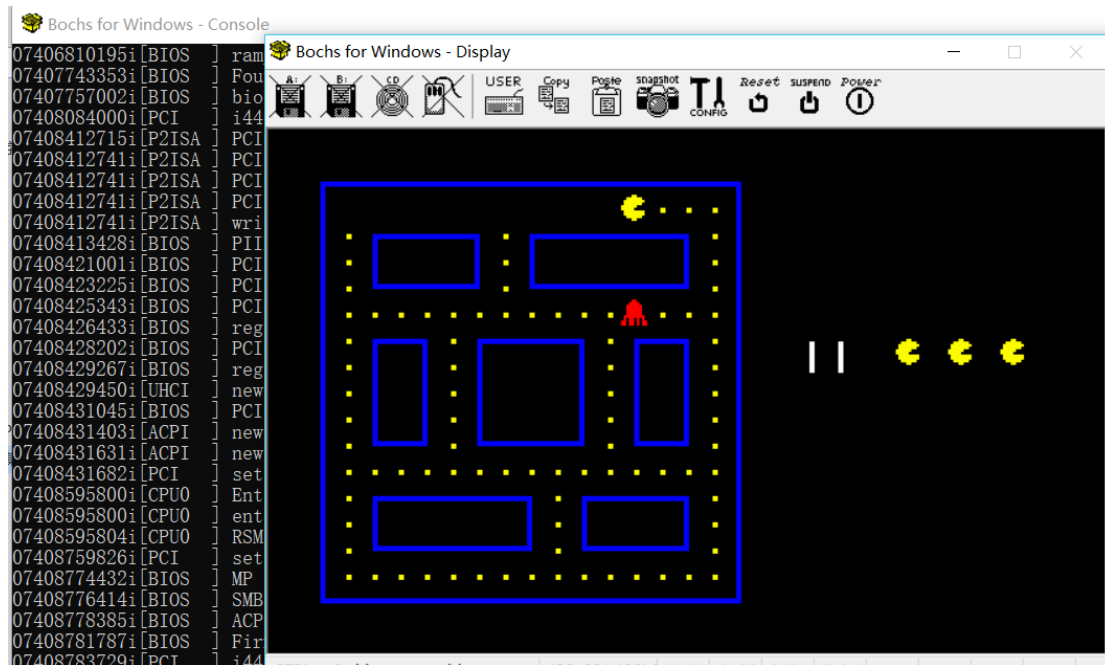 Bochs for Windows - Console
07406810195i[BIOS ] ram
07407743353i[BIOS ] Fou
07407757002i[BIOS ] bio
07408084000i[PCI ] i44
07408412715i[P2ISA ] PCI
07408412741i[P2ISA ] PCI
07408412741i[P2ISA ] PCI
07408412741i[P2ISA ] PCI
07408412741i[P2ISA ] wri
07408413428i[BIOS ] PII
07408421001i[BIOS ] PCI
07408423225i[BIOS ] PCI
07408425343i[BIOS ] PCI
07408426433i[BIOS ] reg
07408428202i[BIOS ] PCI
07408429267i[BIOS ] reg
07408429450i[UHCI ] new
07408431045i[BIOS ] PCI
07408431403i[ACPI ] new
07408431631i[ACPI ] new
07408431682i[PCI ] set
07408595800i[CPU0 ] Ent
07408595800i[CPU0 ] ent
07408595804i[CPU0 ] RSM
07408759826i[PCI ] set
07408774432i[BIOS ] MP
07408776414i[BIOS ] SMB
07408778385i[BIOS ] ACP
07408781787i[BIOS ] Fir
07408783729i[PCI ] i44
Bochs for Windows - Display
A: B: CD USER Copy Paste snapshot CONFIG Reset SUSPEND Power